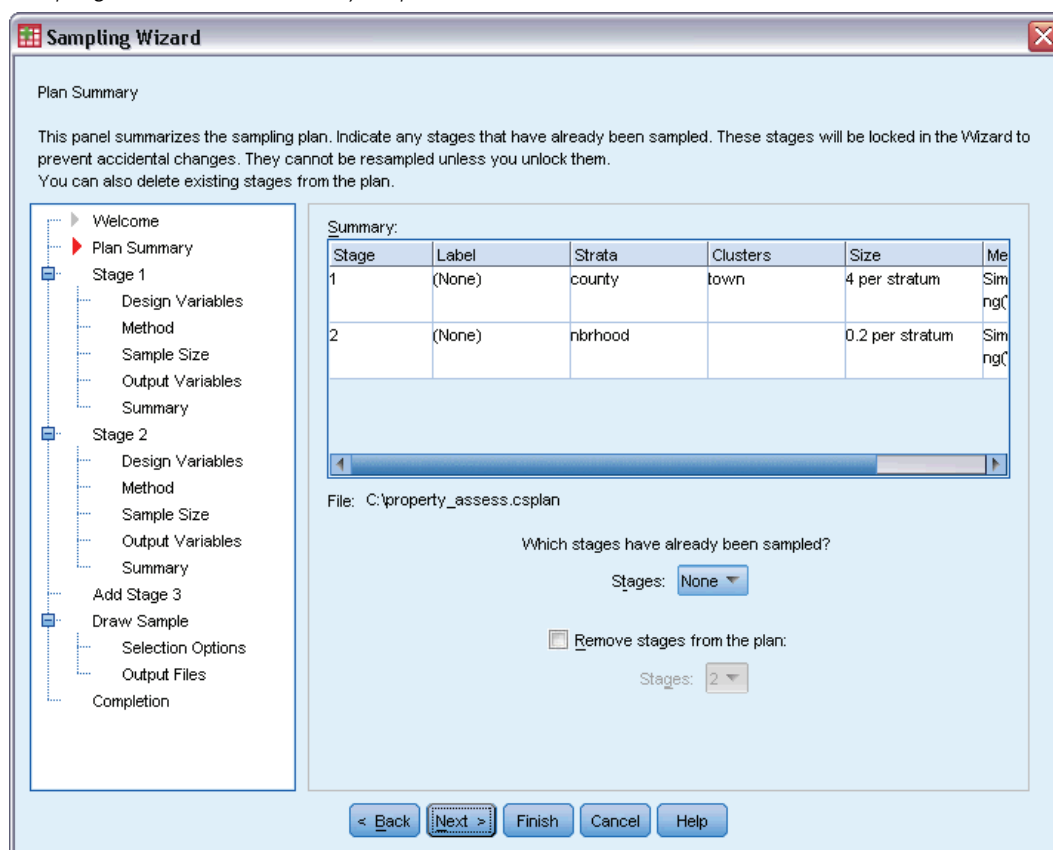 Sampling Wizard
Plan Summary
This panel summarizes the sampling plan. Indicate any stages that have already been sampled. These stages will be locked in the Wizard to
prevent accidental changes. They cannot be resampled unless you unlock them.
You can also delete existing stages from the plan.
Welcome
Plan Summary
Stage 1
Design Variables
Method
Sample Size
Output Variables
Summary
Stage 2
Design Variables
Method
Sample Size
Output Variables
Summary
Add Stage 3
Draw Sample
Selection Options
Output Files
Completion
Summary:
Stage Label Strata Clusters Size Me
1 (None) county town 4 per stratum Sim
ng(
2 (None) nbrhood 0.2 per stratum Sim
ng(
File: C:\property_assess.csplan
Which stages have already been sampled?
Stages: None
Remove stages from the plan:
Stages: 2
< Back Next > Finish Cancel Help